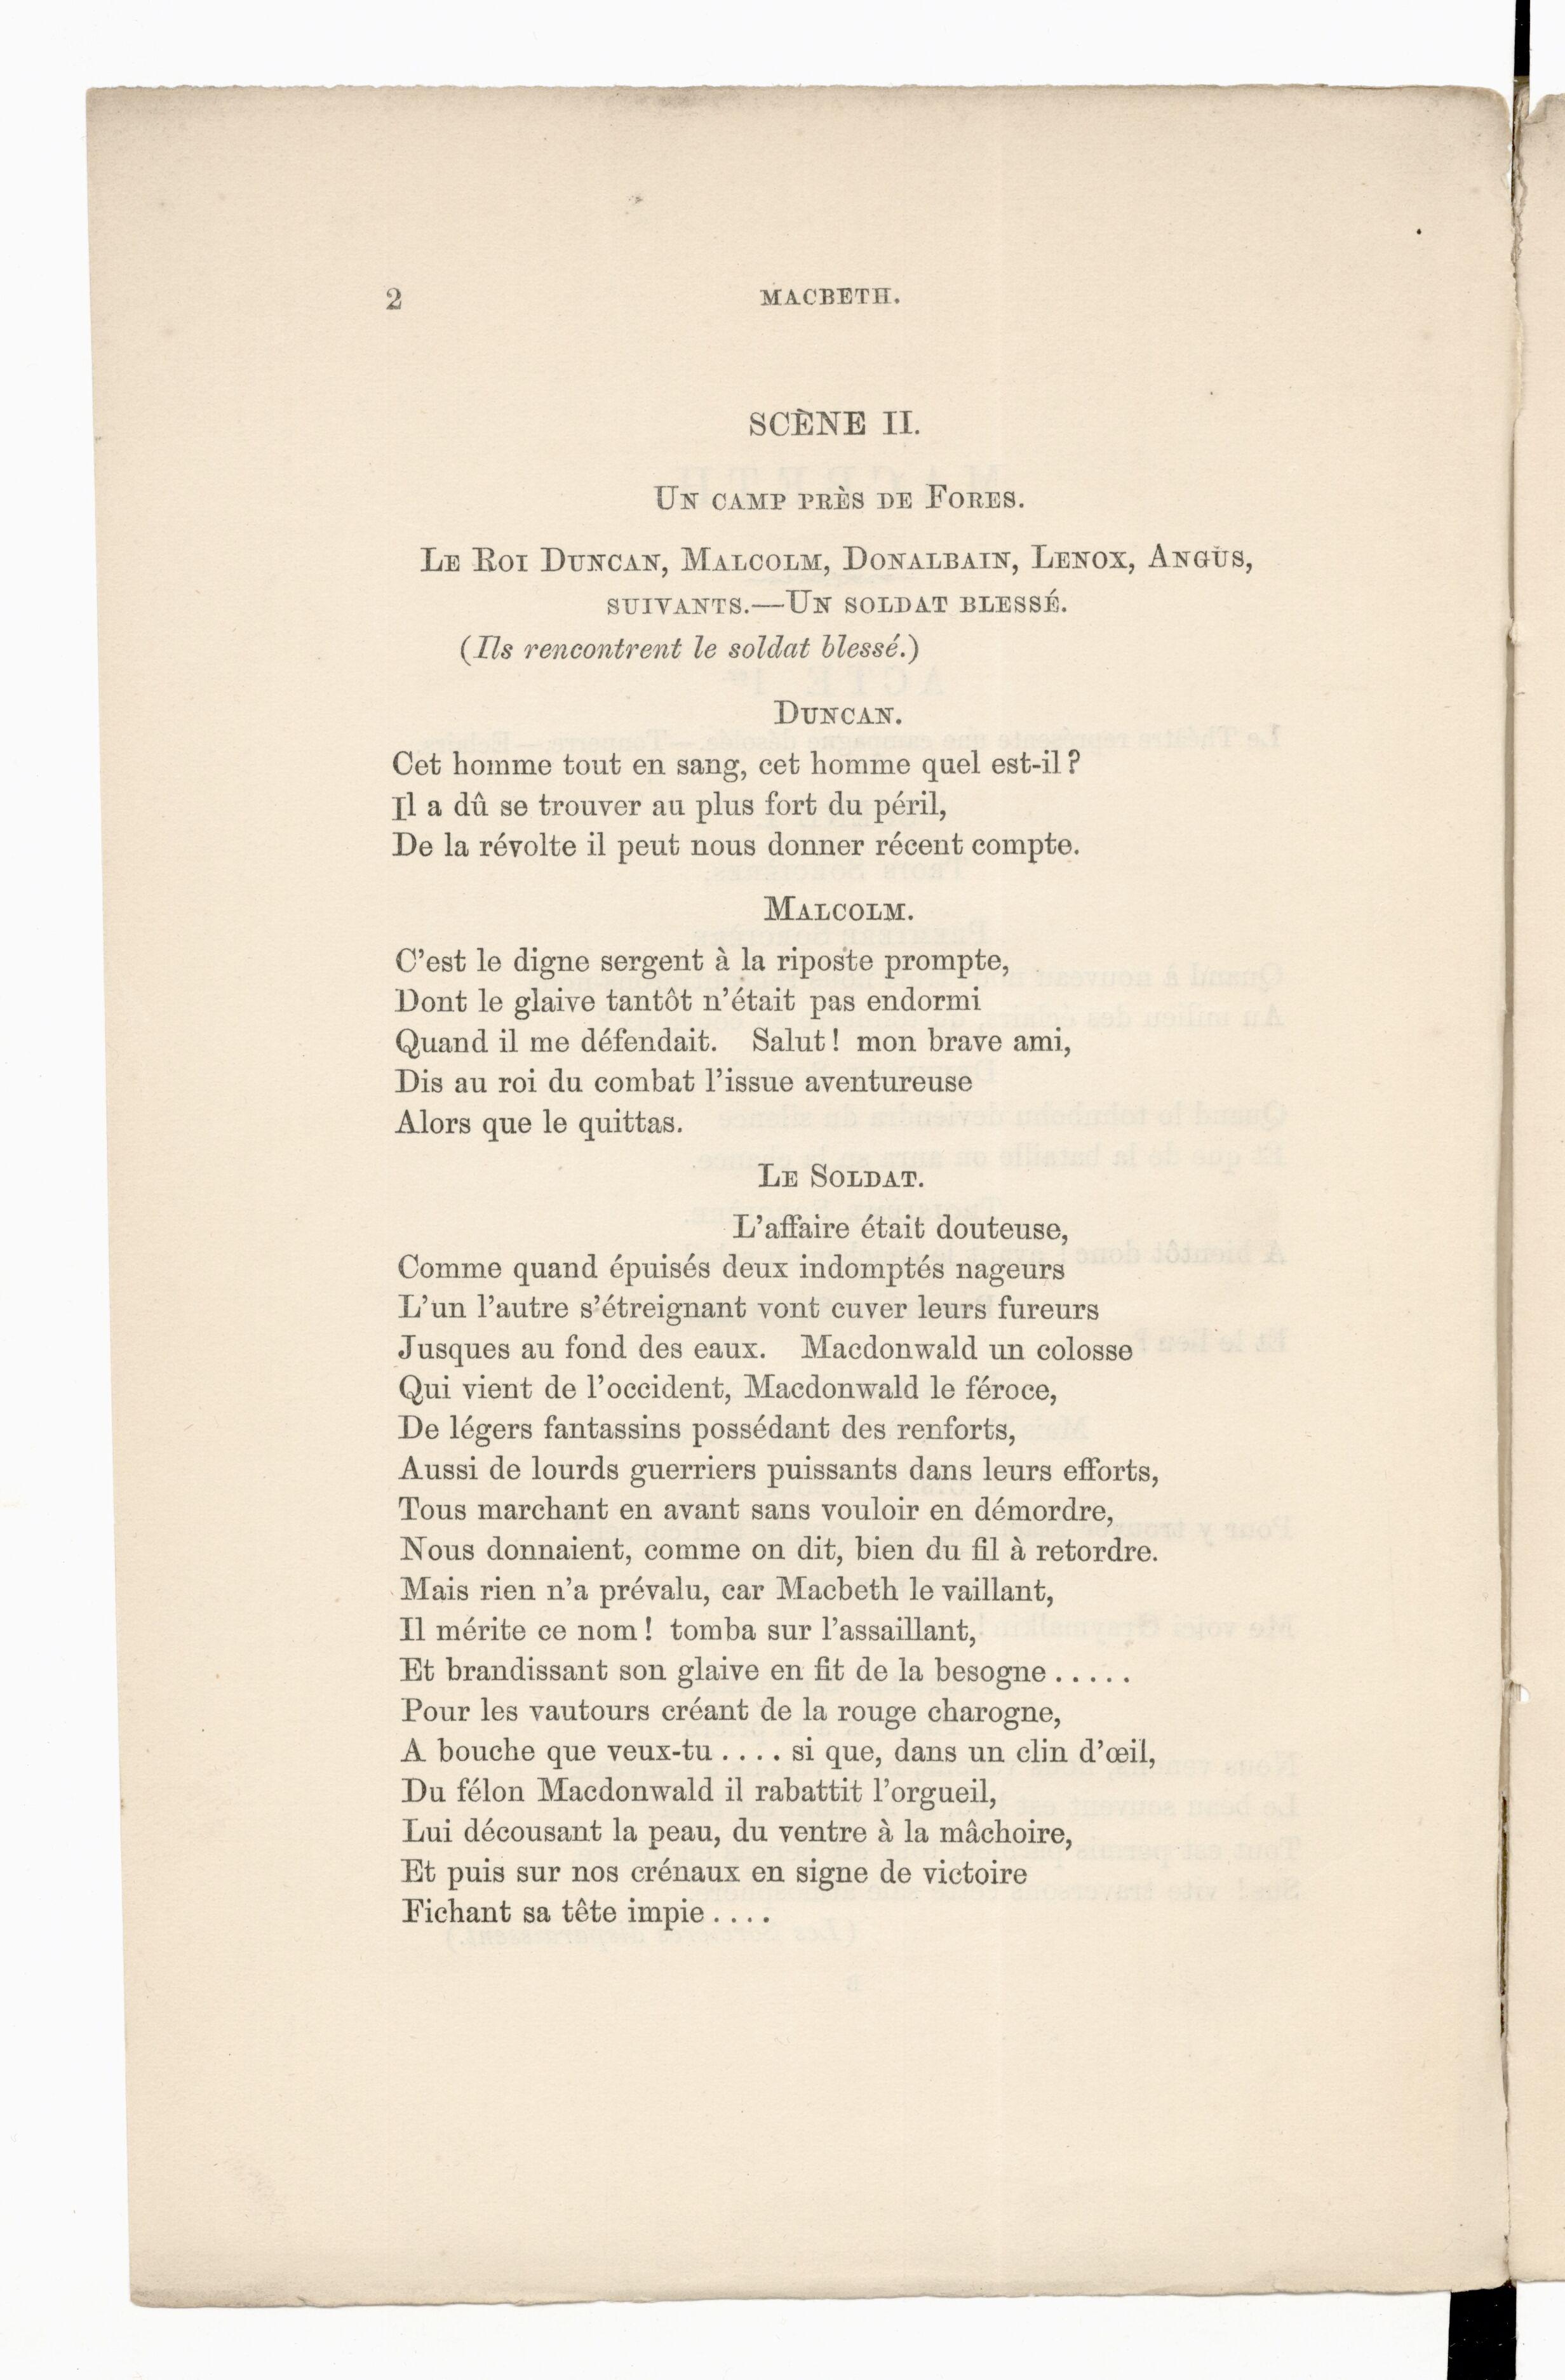 2 MACBETH.
SCÈNE II.
UN CAMP PRÈS DE FORES.
LE ROI DUNCAN, MALCOLM, DONALBAIN, LENOX, ANGUS,
SUIVANTS.—UN SOLDAT BLESSÉ.
(Ils rencontrent le soldat blessé.)
DUNCAN.
Cet homme tout en sang, cet homme quel est-il ?
Il a dû se trouver au plus fort du péril,
De la révolte il peut nous donner récent compte.
MALCOLM.
C'est le digne sergent à la riposte prompte,
Dont le glaive tantôt n'était pas endormi
Quand il me défendait. Salut ! mon brave ami,
Dis au roi du combat l'issue aventureuse
Alors que le quittas.
LE SOLDAT.
L'affaire était douteuse,
Comme quand épuisés deux indomptés nageurs
L'un l'autre s'étreignant vont cuver leurs fureurs
Jusques au fond des eaux. Macdonwald un colosse
Qui vient de l'occident, Macdonwald le féroce,
De légers fantassins possédant des renforts,
Aussi de lourds guerriers puissants dans leurs efforts,
Tous marchant en avant sans vouloir en démordre,
Nous donnaient, comme on dit, bien du fil à retordre.
Mais rien n'a prévalu, car Macbeth le vaillant,
Il mérite ce nom ! tomba sur l'assaillant,
Et brandissant son glaive en fit de la besogne . . . . .
Pour les vautours créant de la rouge charogne,
A bouche que veux-tu . . . . si que, dans un clin d'œil,
Du félon Macdonwald il rabattit l'orgueil,
Lui décousant la peau, du ventre à la mâchoire,
Et puis sur nos crénaux en signe de victoire
Fichant sa tête impie . . . .